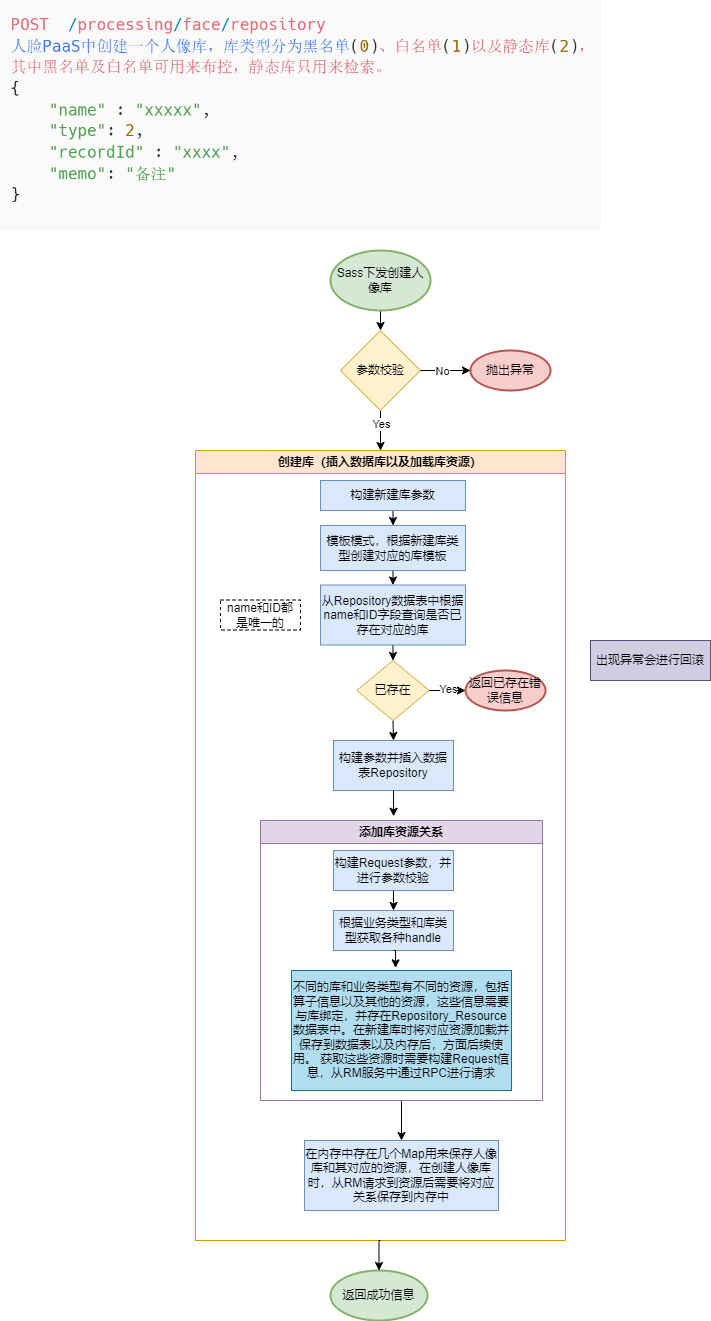 POST  /processing/face/repository
人脸PaaS中创建一个人像库，库类型分为黑名单(0)、白名单(1)以及静态库(2)，
其中黑名单及白名单可用来布控，静态库只用来检索。
{
    "name" : "xxxxx",
    "type": 2,
    "recordId" : "xxxx",
    "memo": "备注"
}
Sass下发创建人
像库
参数校验
No
抛出异常
Yes
创建库（插入数据库以及加载库资源）
构建新建库参数
模板模式，根据新建库类
型创建对应的库模板
name和ID都
是唯一的
从Repository数据表中根据
name和ID字段查询是否已
存在对应的库
出现异常会进行回滚
已存在
Yes
返回已存在错
误信息
构建参数并插入数据
表Repository
添加库资源关系
构建Request参数，并
进行参数校验
根据业务类型和库类
型获取各种handle
不同的库和业务类型有不同的资源，包括
算子信息以及其他的资源，这些信息需要
与库绑定，并存在Repository_Resource
数据表中。在新建库时将对应资源加载并
保存到数据表以及内存后，方面后续使
用。 获取这些资源时需要构建Request信
息，从RM服务中通过RPC进行请求
在内存中存在几个Map用来保存人像
库和其对应的资源，在创建人像库
时，从RM请求到资源后需要将对应
关系保存到内存中
返回成功信息